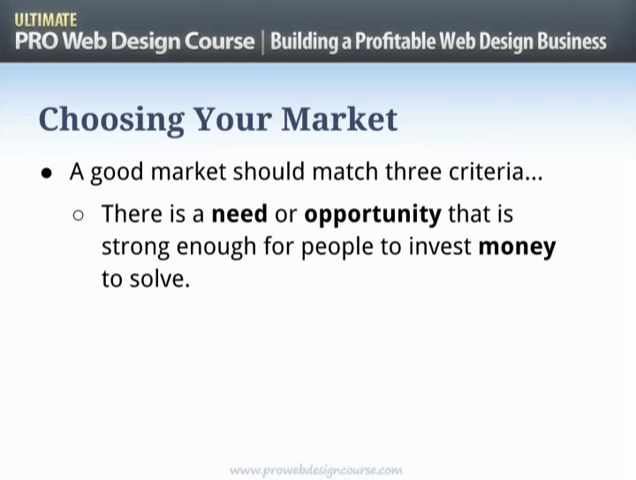 ULTIMATE
PRO Web Design Course | Building a Profitable Web Design Business
Choosing Your Market
● A good market should match three criteria...
○ There is a need or opportunity that is
strong enough for people to invest money
to solve.
www.prowebdesigncourse.com